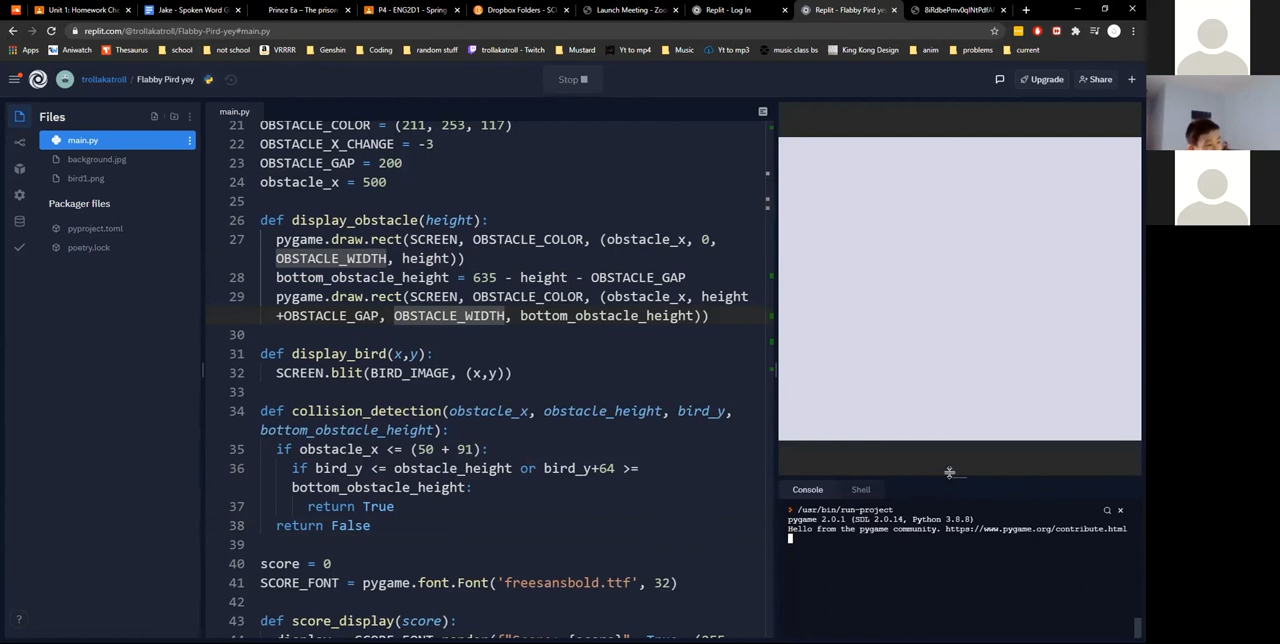 Unit 1: Homework Che
Jake - Spoken Word
Prince Ea – The prison
P4 - ENG2D1 - Spring
Dropbox Folders - SC
Launch Meeting - Zoo
Replit - Log In
Replit - Flabby Pird yey
8iRdbePmv0qINtPdfA
replit.com/@trollakatroll/Flabby-Pird-yey#main.py
Apps
Aniwatch
Thesaurus
school
not school
VRRRR
Genshin
Coding
random stuff
trollakatroll - Twitch
Mustard
Yt to mp4
Music
Yt to mp3
music class bs
King Kong Design
anim
problems
current
trollakatroll / Flabby Pird yey
Stop
Upgrade
Share
Files
main.py
background.jpg
bird1.png
Packager files
pyproject.toml
poetry.lock
?
main.py
21 OBSTACLE_COLOR = (211, 253, 117)
22 OBSTACLE_X_CHANGE = -3
23 OBSTACLE_GAP = 200
24 obstacle_x = 500
25
26 def display_obstacle(height):
27 pygame.draw.rect(SCREEN, OBSTACLE_COLOR, (obstacle_x, 0,
OBSTACLE_WIDTH, height))
28 bottom_obstacle_height = 635 - height - OBSTACLE_GAP
29 pygame.draw.rect(SCREEN, OBSTACLE_COLOR, (obstacle_x, height
+OBSTACLE_GAP, OBSTACLE_WIDTH, bottom_obstacle_height))
30
31 def display_bird(x,y):
32 SCREEN.blit(BIRD_IMAGE, (x,y))
33
34 def collision_detection(obstacle_x, obstacle_height, bird_y,
bottom_obstacle_height):
35 if obstacle_x <= (50 + 91):
36 if bird_y <= obstacle_height or bird_y+64 >=
bottom_obstacle_height:
37 return True
38 return False
39
40 score = 0
41 SCORE_FONT = pygame.font.Font('freesansbold.ttf', 32)
42
43 def score_display(score):
Console
Shell
> /usr/bin/run-project
pygame 2.0.1 (SDL 2.0.14, Python 3.8.8)
Hello from the pygame community. https://www.pygame.org/contribute.html